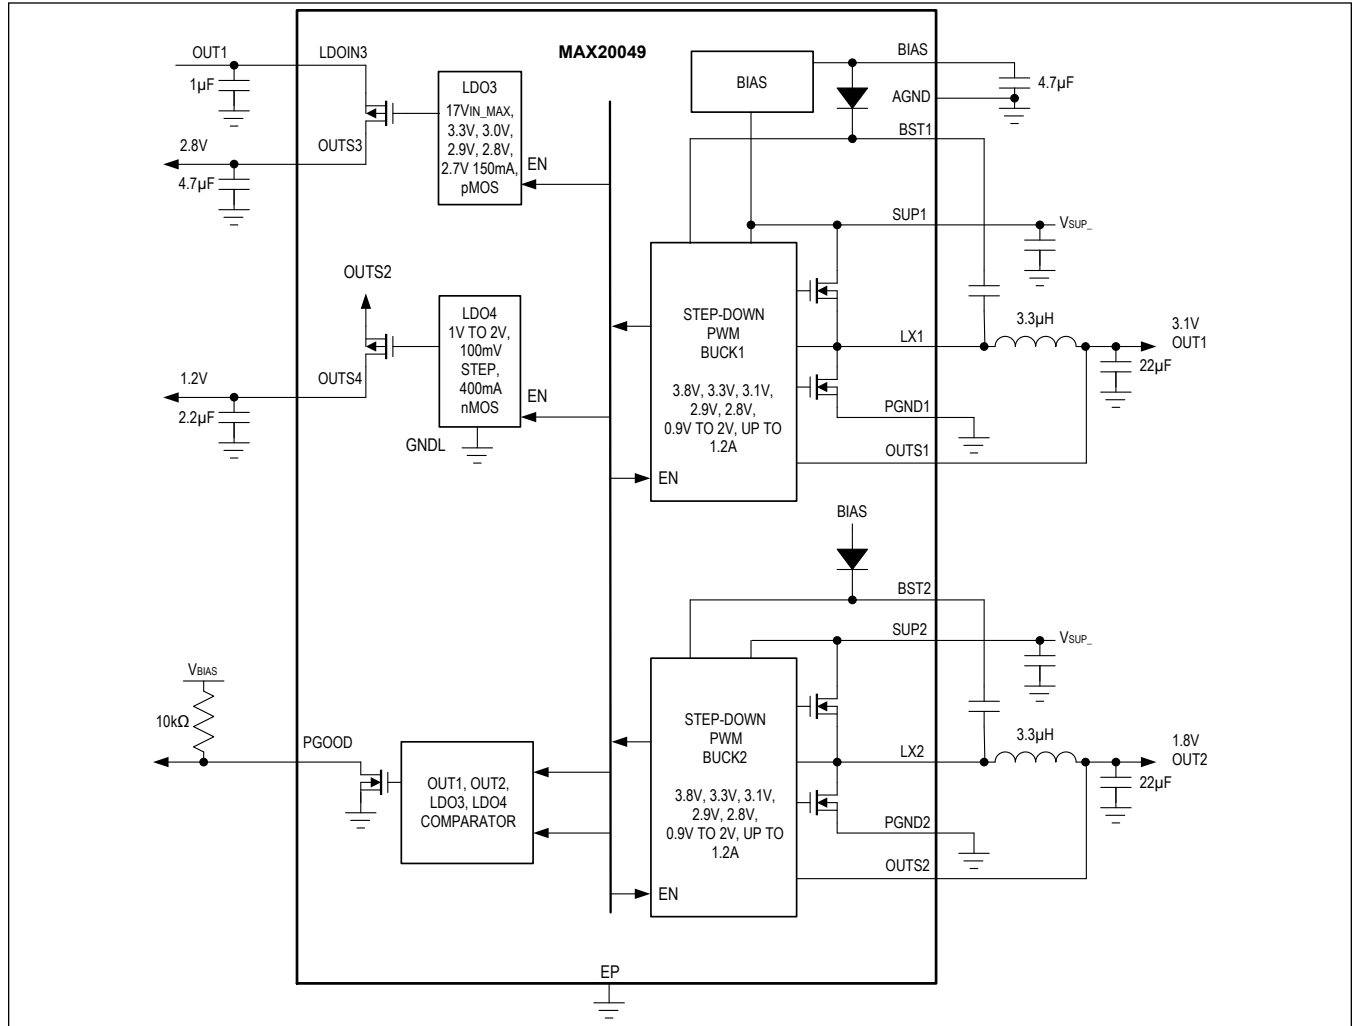 MAX20049
OUT1
LDOIN3
1µF
LDO3
17VIN_MAX,
3.3V, 3.0V,
2.9V, 2.8V,
2.7V 150mA,
pMOS
EN
2.8V
OUTS3
4.7µF
OUTS2
LDO4
1V TO 2V,
100mV
STEP,
400mA
nMOS
EN
1.2V
OUTS4
2.2µF
GNDL
VBIAS
10kΩ
PGOOD
OUT1, OUT2,
LDO3, LDO4
COMPARATOR
BIAS
BIAS
4.7µF
AGND
BST1
SUP1
VSUP_
STEP-DOWN
PWM
BUCK1
3.8V, 3.3V, 3.1V,
2.9V, 2.8V,
0.9V TO 2V, UP TO
1.2A
EN
LX1
3.3µH
3.1V
OUT1
22µF
PGND1
OUTS1
BIAS
BST2
SUP2
VSUP_
STEP-DOWN
PWM
BUCK2
3.8V, 3.3V, 3.1V,
2.9V, 2.8V,
0.9V TO 2V, UP TO
1.2A
EN
LX2
3.3µH
1.8V
OUT2
22µF
PGND2
OUTS2
EP